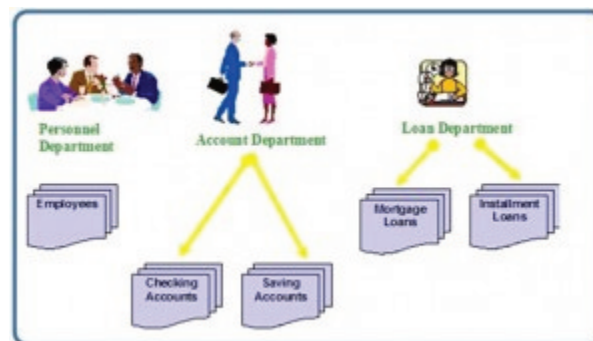 Personnel
Department
Account Department
Loan Department
Employees
Mortgage
Loans
Installment
Loans
Checking
Accounts
Saving
Accounts